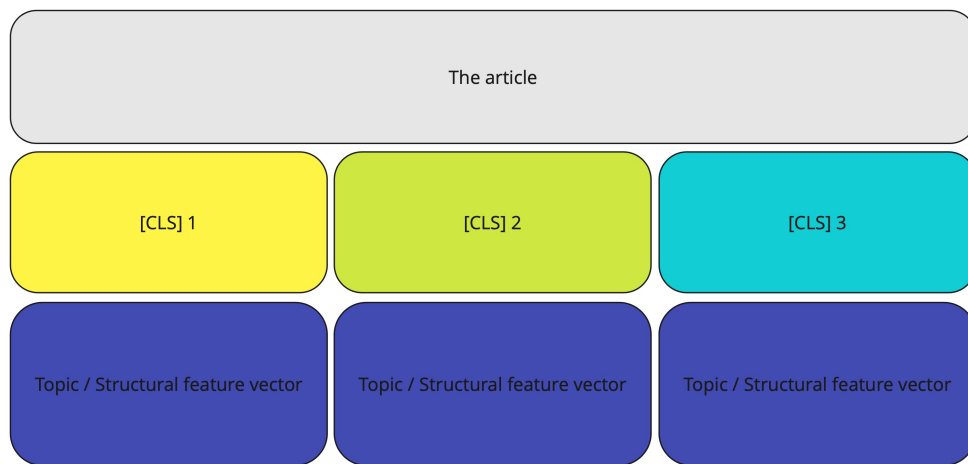 The article
[CLS] 1
[CLS] 2
[CLS] 3
Topic / Structural feature vector
Topic / Structural feature vector
Topic / Structural feature vector